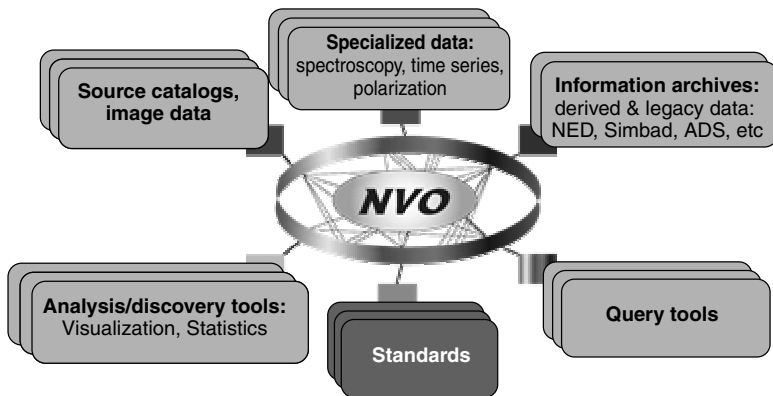 Specialized data:
spectroscopy, time series,
polarization
Source catalogs,
image data
Information archives:
derived & legacy data:
NED, Simbad, ADS, etc
NVO
Analysis/discovery tools:
Visualization, Statistics
Standards
Query tools